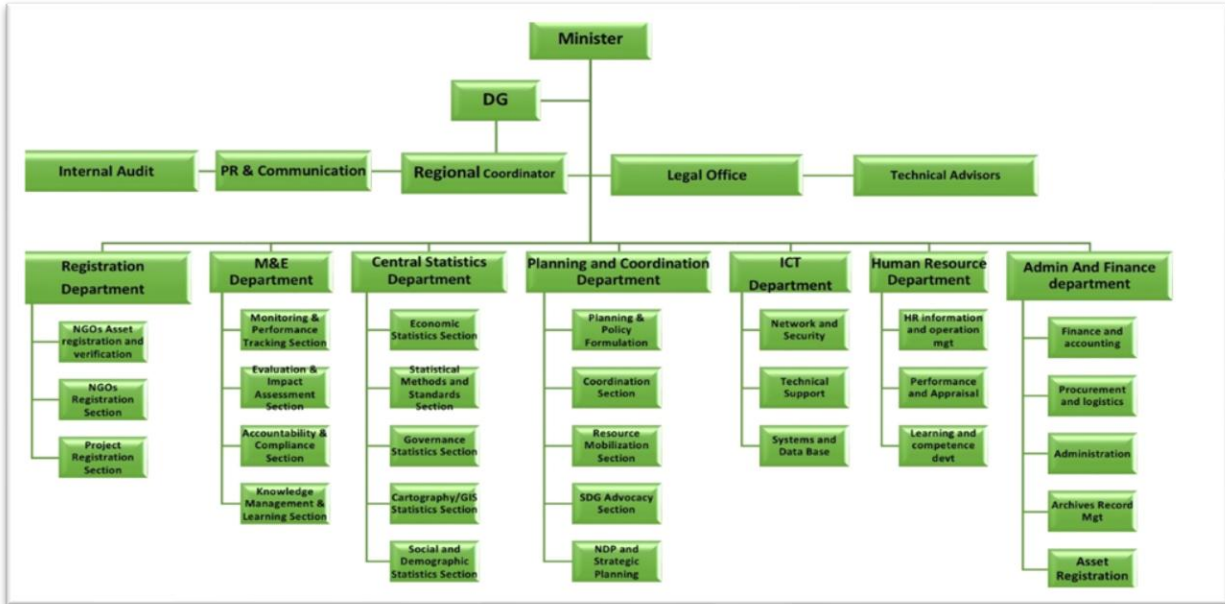 Minister
DG
Internal Audit
PR & Communication
Regional Coordinator
Legal Office
Technical Advisors
Registration
Department
NGOs Asset
registration and
verification
NGOs
Registration
Section
Project
Registration
Section
M&E
Department
Monitoring &
Performance
Tracking Section
Evaluation &
Impact
Assessment
Section
Accountability &
Compliance
Section
Knowledge
Management &
Learning Section
Central Statistics
Department
Economic
Statistics Section
Statistical
Methods and
Standards
Section
Governance
Statistics Section
Cartography/GIS
Statistics Section
Social and
Demographic
Statistics Section
Planning and Coordination
Department
Planning &
Policy
Formulation
Coordination
Section
Resource
Mobilization
Section
SDG Advocacy
Section
NDP and
Strategic
Planning
ICT
Department
Network and
Security
Technical
Support
Systems and
Data Base
Human Resource
Department
HR information
and operation
mgt
Performance
and Appraisal
Learning and
competence
devt
Admin And Finance
department
Finance and
accounting
Procurement
and logistics
Administration
Archives Record
Mgt
Asset
Registration